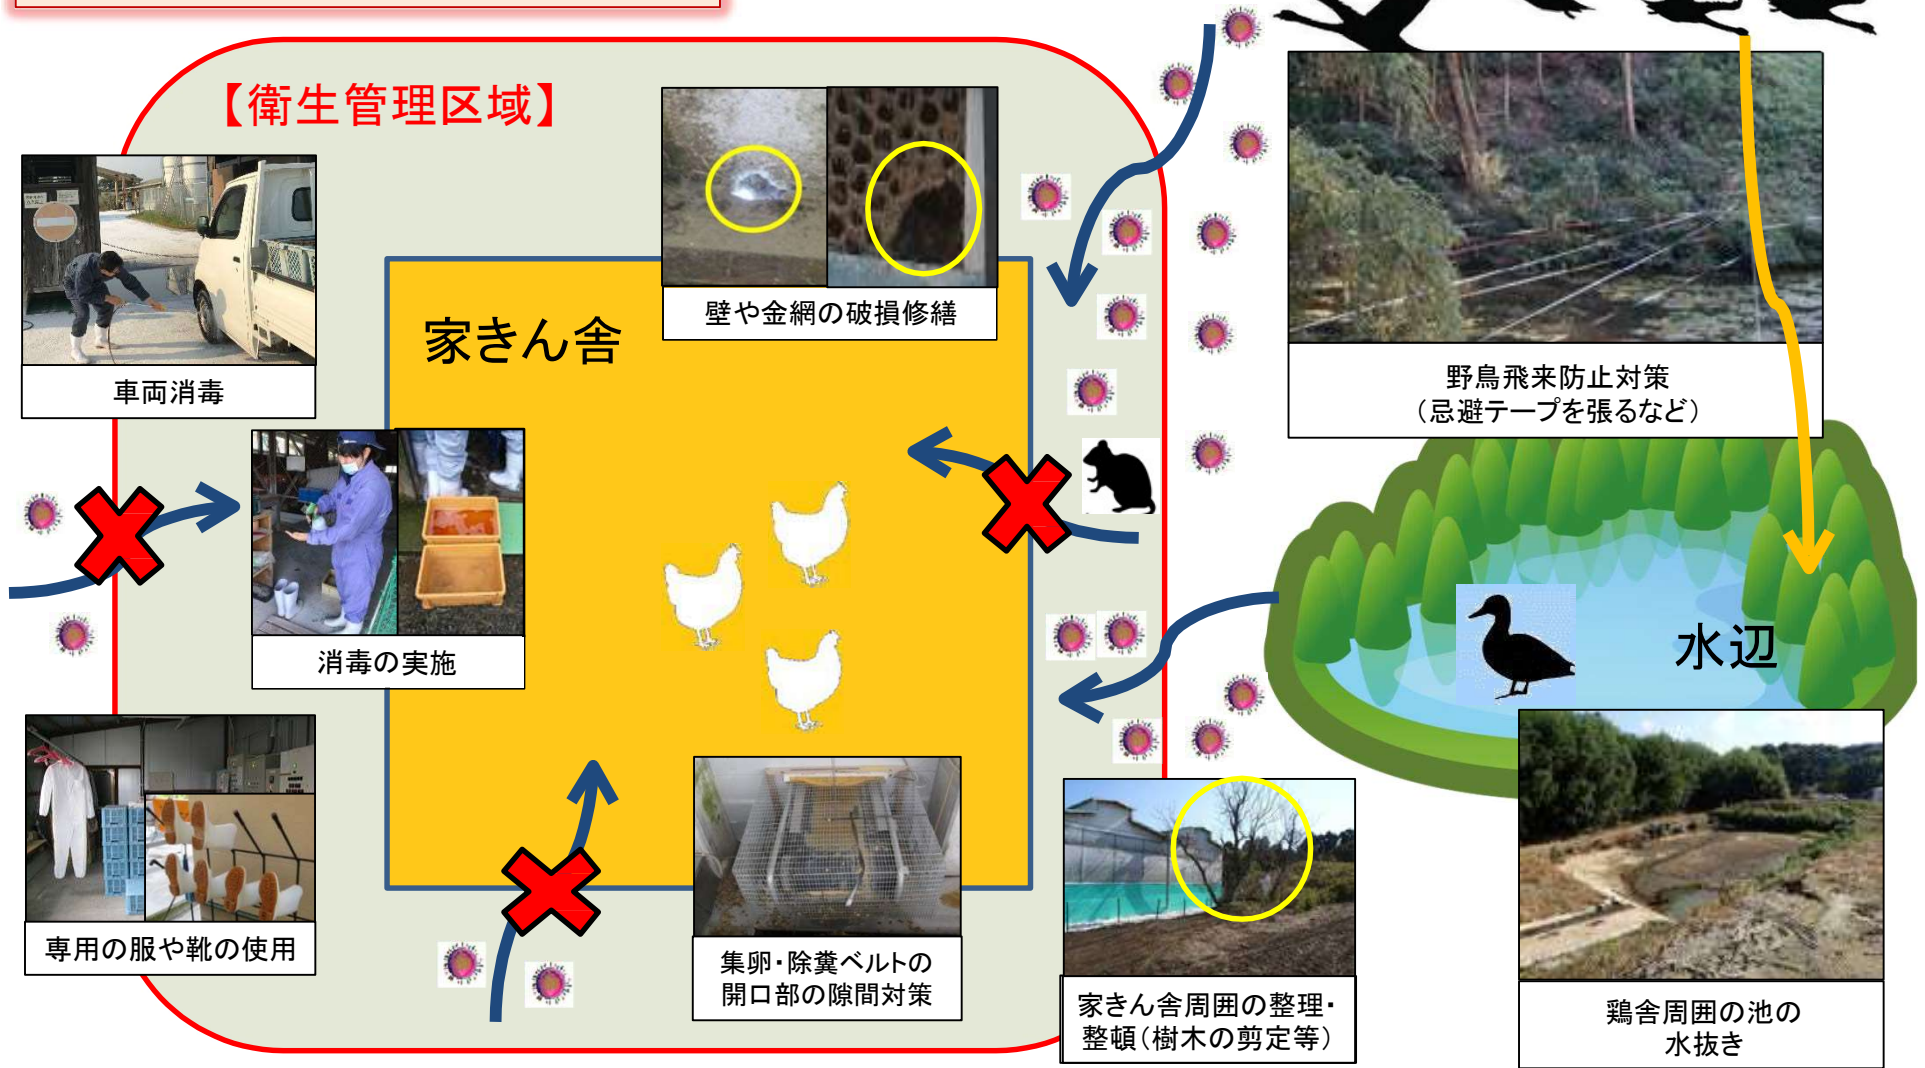 【衛生管理区域】
車両消毒
家きん舎
壁や金網の破損修繕
野鳥飛来防止対策
（忌避テープを張るなど）
消毒の実施
水辺
専用の服や靴の使用
集卵・除糞ベルトの
開口部の隙間対策
家きん舎周囲の整理・
整頓（樹木の剪定等）
鶏舎周囲の池の
水抜き